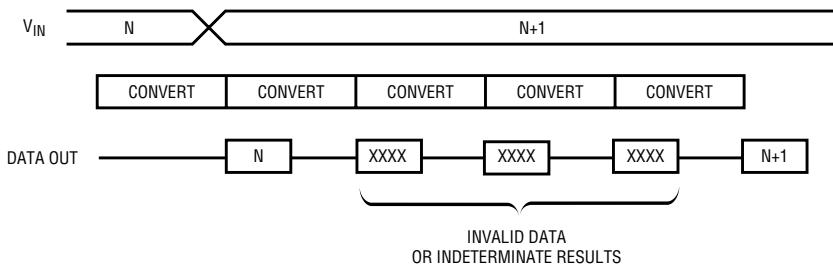 VIN N N+1
CONVERT CONVERT CONVERT CONVERT CONVERT
DATA OUT N XXXX XXXX XXXX N+1
INVALID DATA
OR INDETERMINATE RESULTS